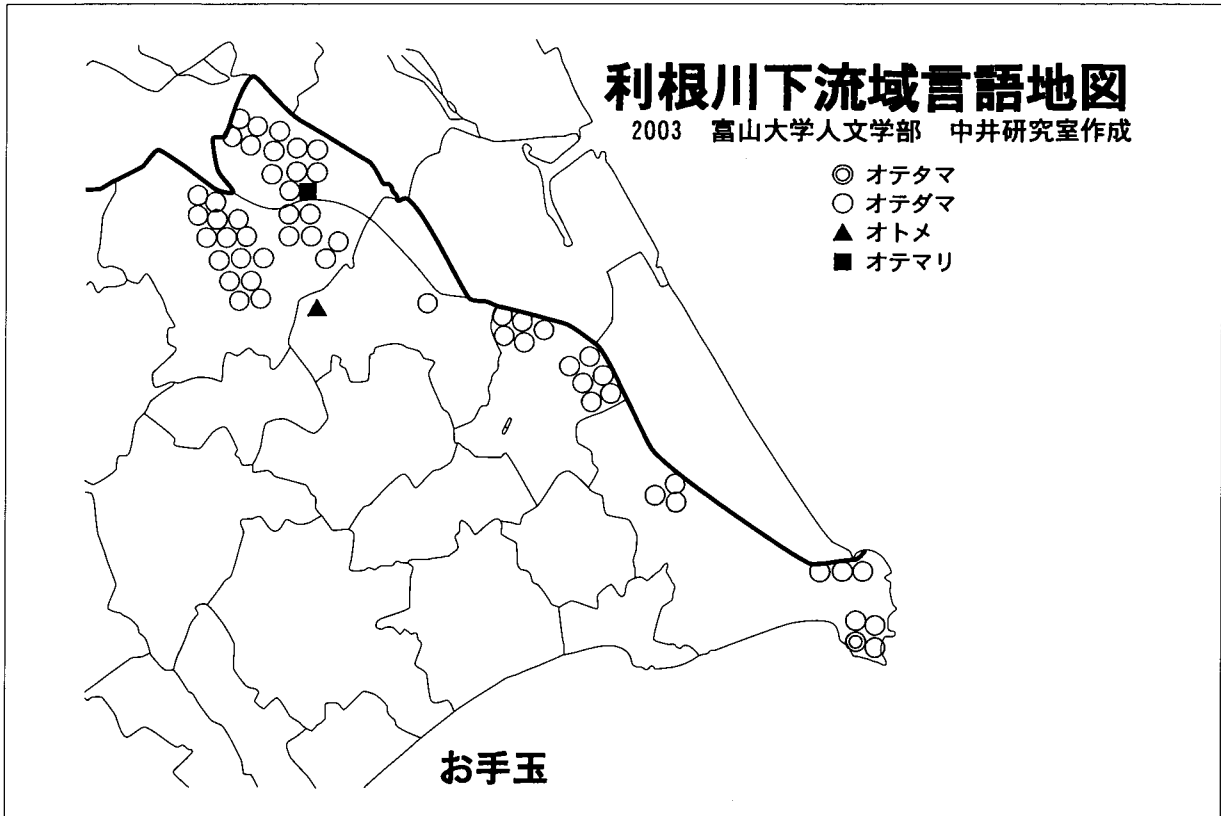 利根川下流域言語地図
2003 富山大学人文学部 中井研究室作成
◎ オテタマ
○ オテダマ
▲ オトメ
■ オテマリ
お手玉